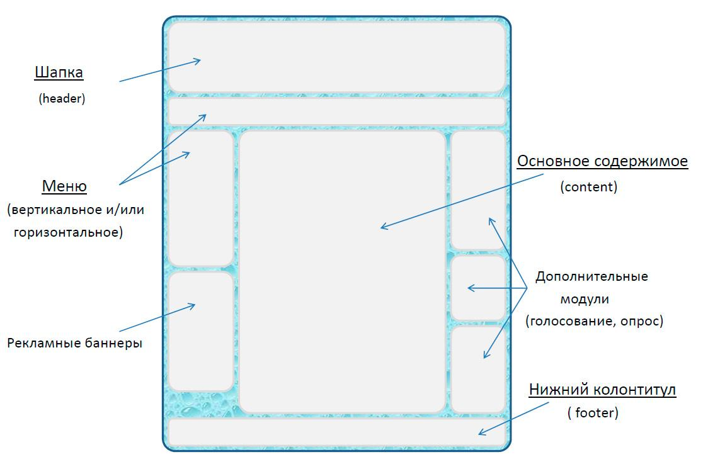 Шапка
(header)
Меню
(вертикальное и/или
горизонтальное)
Рекламные баннеры
Основное содержимое
(content)
Дополнительные
модули
(голосование, опрос)
Нижний колонтитул
( footer)